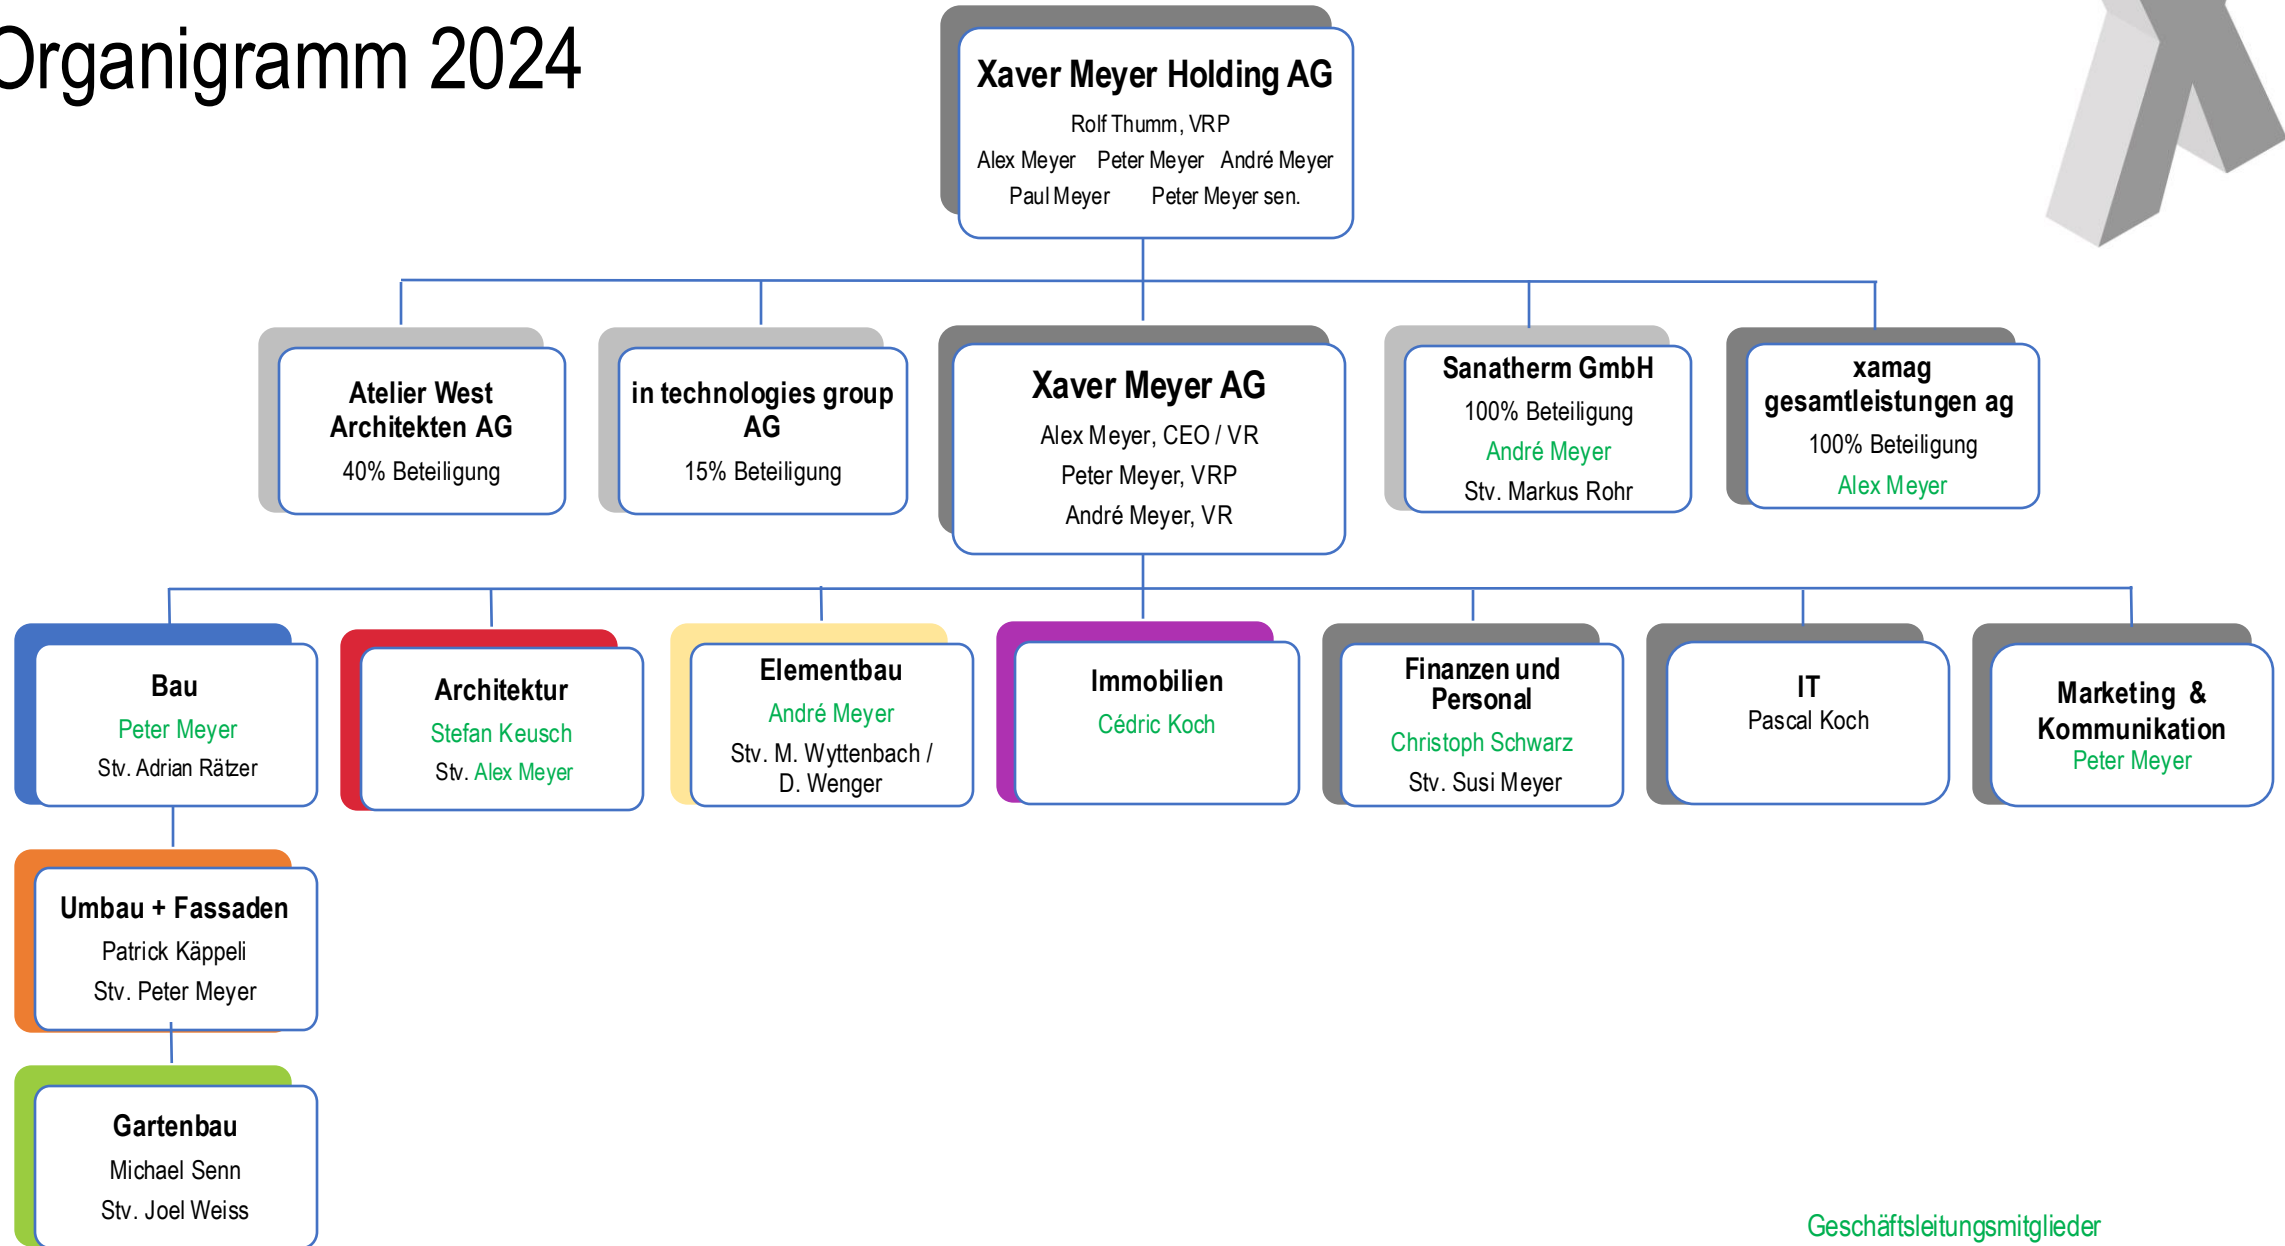 Organigramm 2024
Xaver Meyer Holding AG
Rolf Thumm, VRP
Alex Meyer Peter Meyer André Meyer
Paul Meyer Peter Meyer sen.
Atelier West
Architekten AG
40% Beteiligung
in technologies group
AG
15% Beteiligung
Xaver Meyer AG
Alex Meyer, CEO / VR
Peter Meyer, VRP
André Meyer, VR
Sanatherm GmbH
100% Beteiligung
André Meyer
Stv. Markus Rohr
xamag
gesamtleistungen ag
100% Beteiligung
Alex Meyer
Bau
Peter Meyer
Stv. Adrian Rätzer
Architektur
Stefan Keusch
Stv. Alex Meyer
Elementbau
André Meyer
Stv. M. Wyttenbach /
D. Wenger
Immobilien
Cédric Koch
Finanzen und
Personal
Christoph Schwarz
Stv. Susi Meyer
IT
Pascal Koch
Marketing &
Kommunikation
Peter Meyer
Umbau + Fassaden
Patrick Käppeli
Stv. Peter Meyer
Gartenbau
Michael Senn
Stv. Joel Weiss
Geschäftsleitungsmitglieder